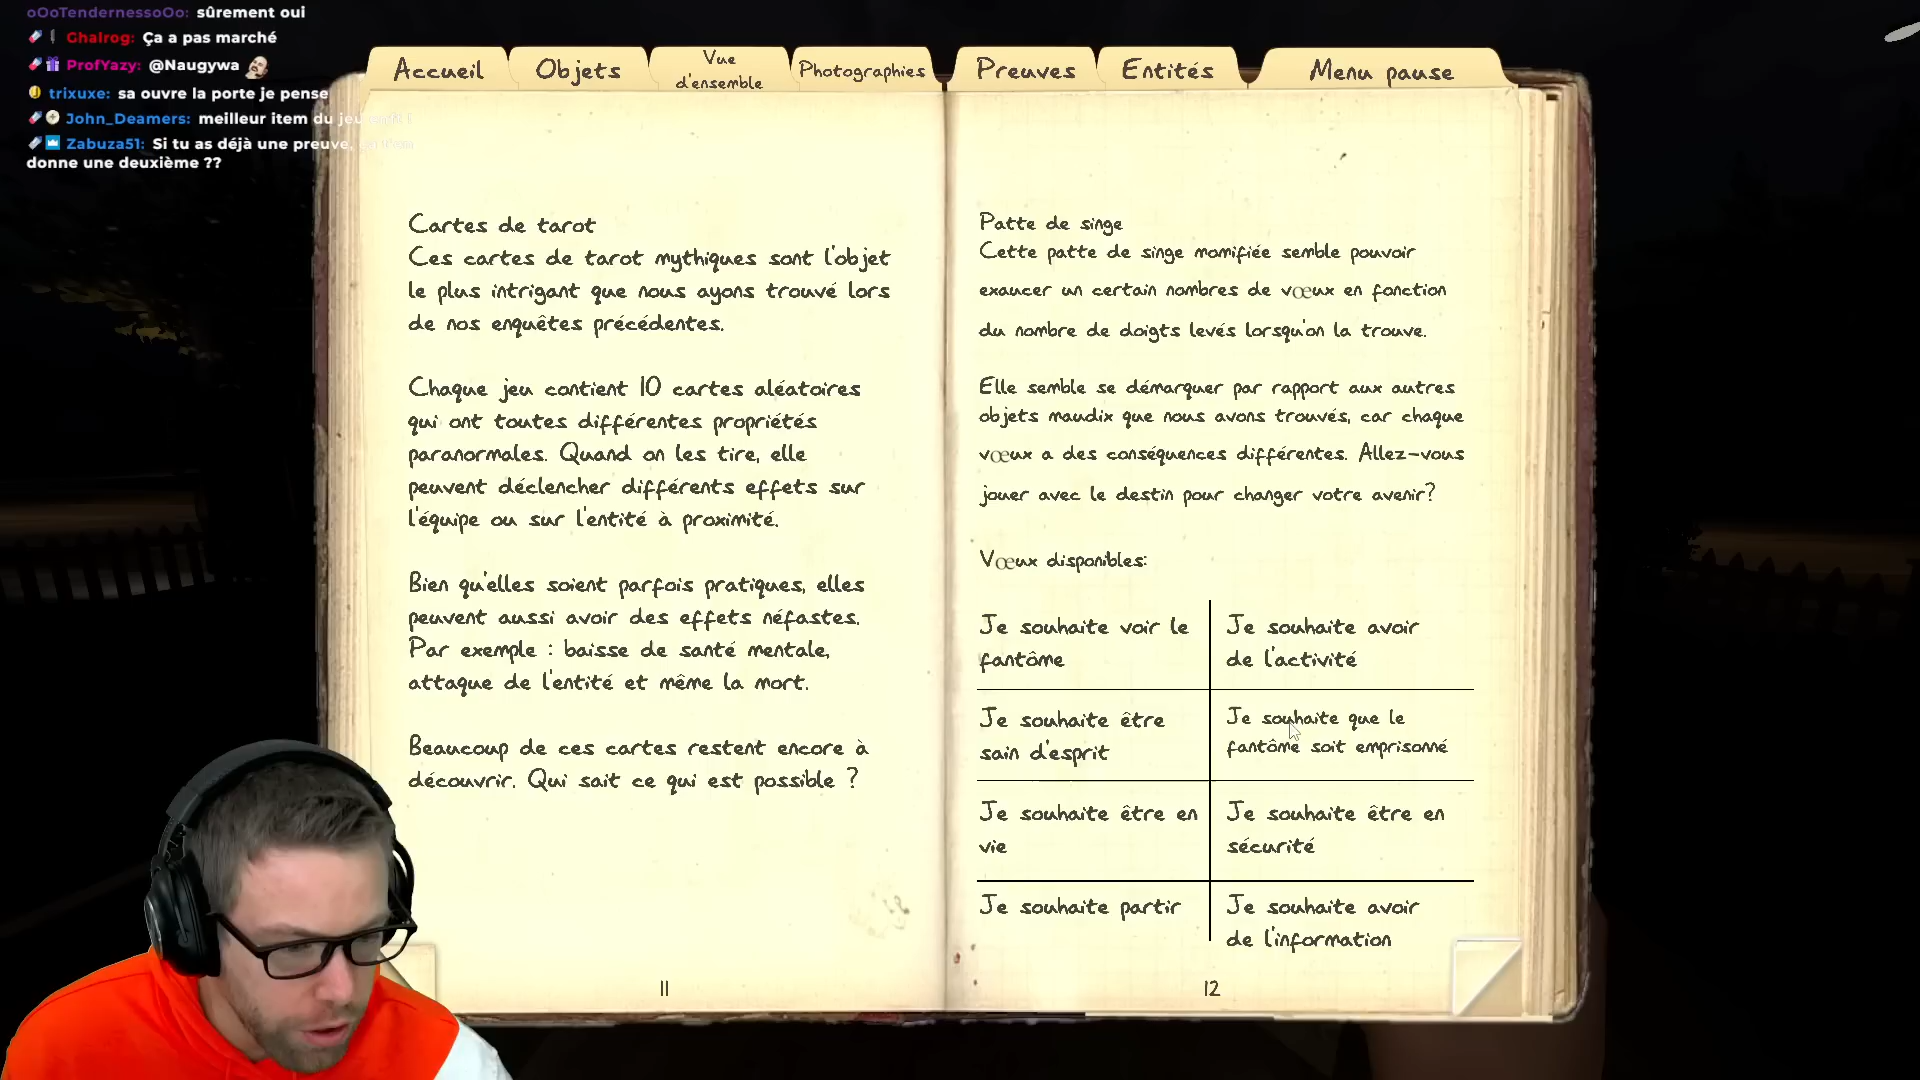 oOoTendernessoOo: sûrement oui
Ghalrog: Ça a pas marché
ProfYazy: @Naugywa
trixuxe: sa ouvre la porte je pense
John_Deamers: meilleur item du jeu
Zabuza51: Si tu as déjà une preuve,
donne une deuxième ??
Accueil
Objets
Vue
d'ensemble
Photographies
Preuves
Entités
Menu pause
Cartes de tarot
Ces cartes de tarot mythiques sont l'objet
le plus intrigant que nous ayons trouvé lors
de nos enquêtes précédentes.
Chaque jeu contient 10 cartes aléatoires
qui ont toutes différentes propriétés
paranormales. Quand on les tire, elle
peuvent déclencher différents effets sur
l'équipe ou sur l'entité à proximité.
Bien qu'elles soient parfois pratiques, elles
peuvent aussi avoir des effets néfastes.
Par exemple : baisse de santé mentale,
attaque de l'entité et même la mort.
Beaucoup de ces cartes restent encore à
découvrir. Qui sait ce qui est possible ?
11
Patte de singe
Cette patte de singe momifiée semble pouvoir
exaucer un certain nombres de vœux en fonction
du nombre de doigts levés lorsqu'on la trouve.
Elle semble se démarquer par rapport aux autres
objets maudix que nous avons trouvés, car chaque
vœux a des conséquences différentes. Allez-vous
jouer avec le destin pour changer votre avenir?
Vœux disponibles:
Je souhaite voir le
fantôme
Je souhaite avoir
de l'activité
Je souhaite être
sain d'esprit
Je souhaite que le
fantôme soit emprisonné
Je souhaite être en
vie
Je souhaite être en
sécurité
Je souhaite partir
Je souhaite avoir
de l'information
12